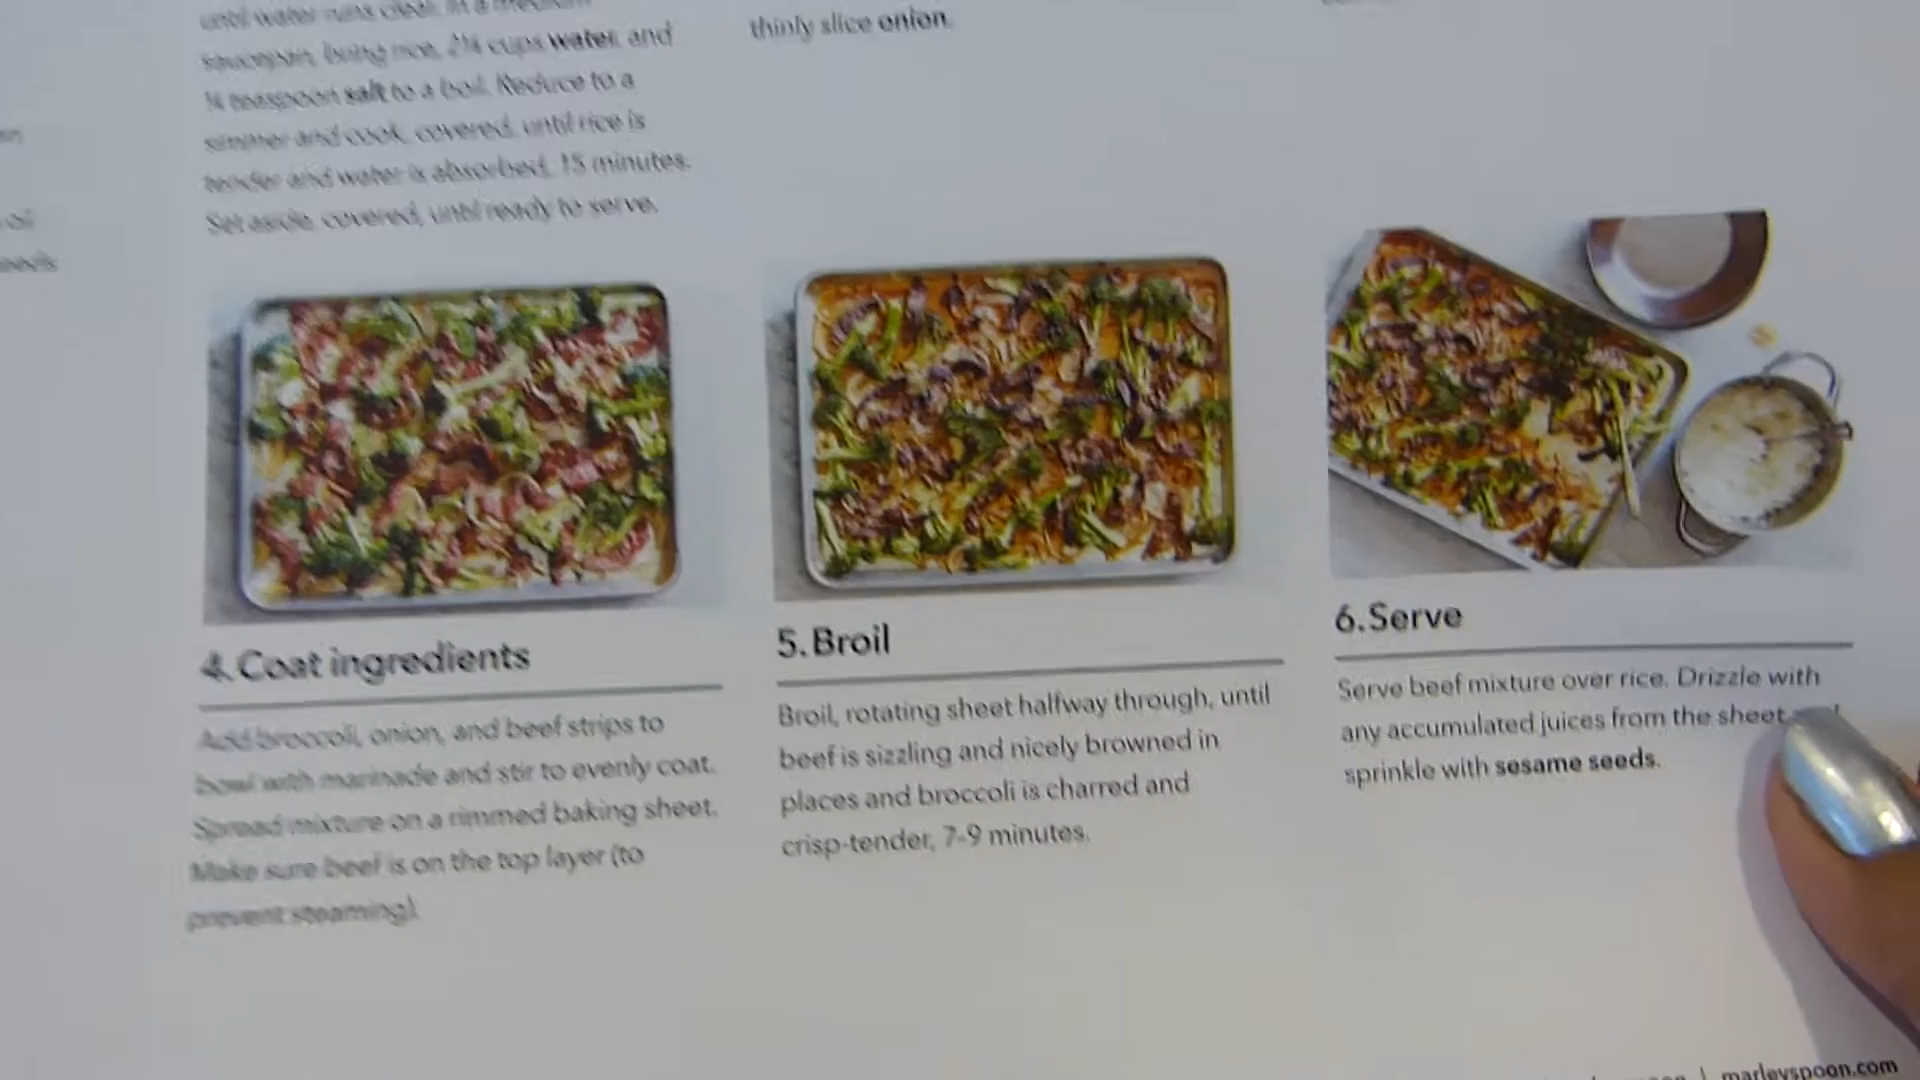 until water runs clear. In a medium
saucepan, bring rice, 2¼ cups water, and
¼ teaspoon salt to a boil. Reduce to a
simmer and cook, covered, until rice is
tender and water is absorbed, 15 minutes.
Set aside, covered, until ready to serve.
thinly slice onion.
4. Coat ingredients
Add broccoli, onion, and beef strips to
bowl with marinade and stir to evenly coat.
Spread mixture on a rimmed baking sheet.
Make sure beef is on the top layer (to
prevent steaming).
5. Broil
Broil, rotating sheet halfway through, until
beef is sizzling and nicely browned in
places and broccoli is charred and
crisp-tender, 7-9 minutes.
6. Serve
Serve beef mixture over rice. Drizzle with
any accumulated juices from the sheet
sprinkle with sesame seeds.
| marleyspoon.com